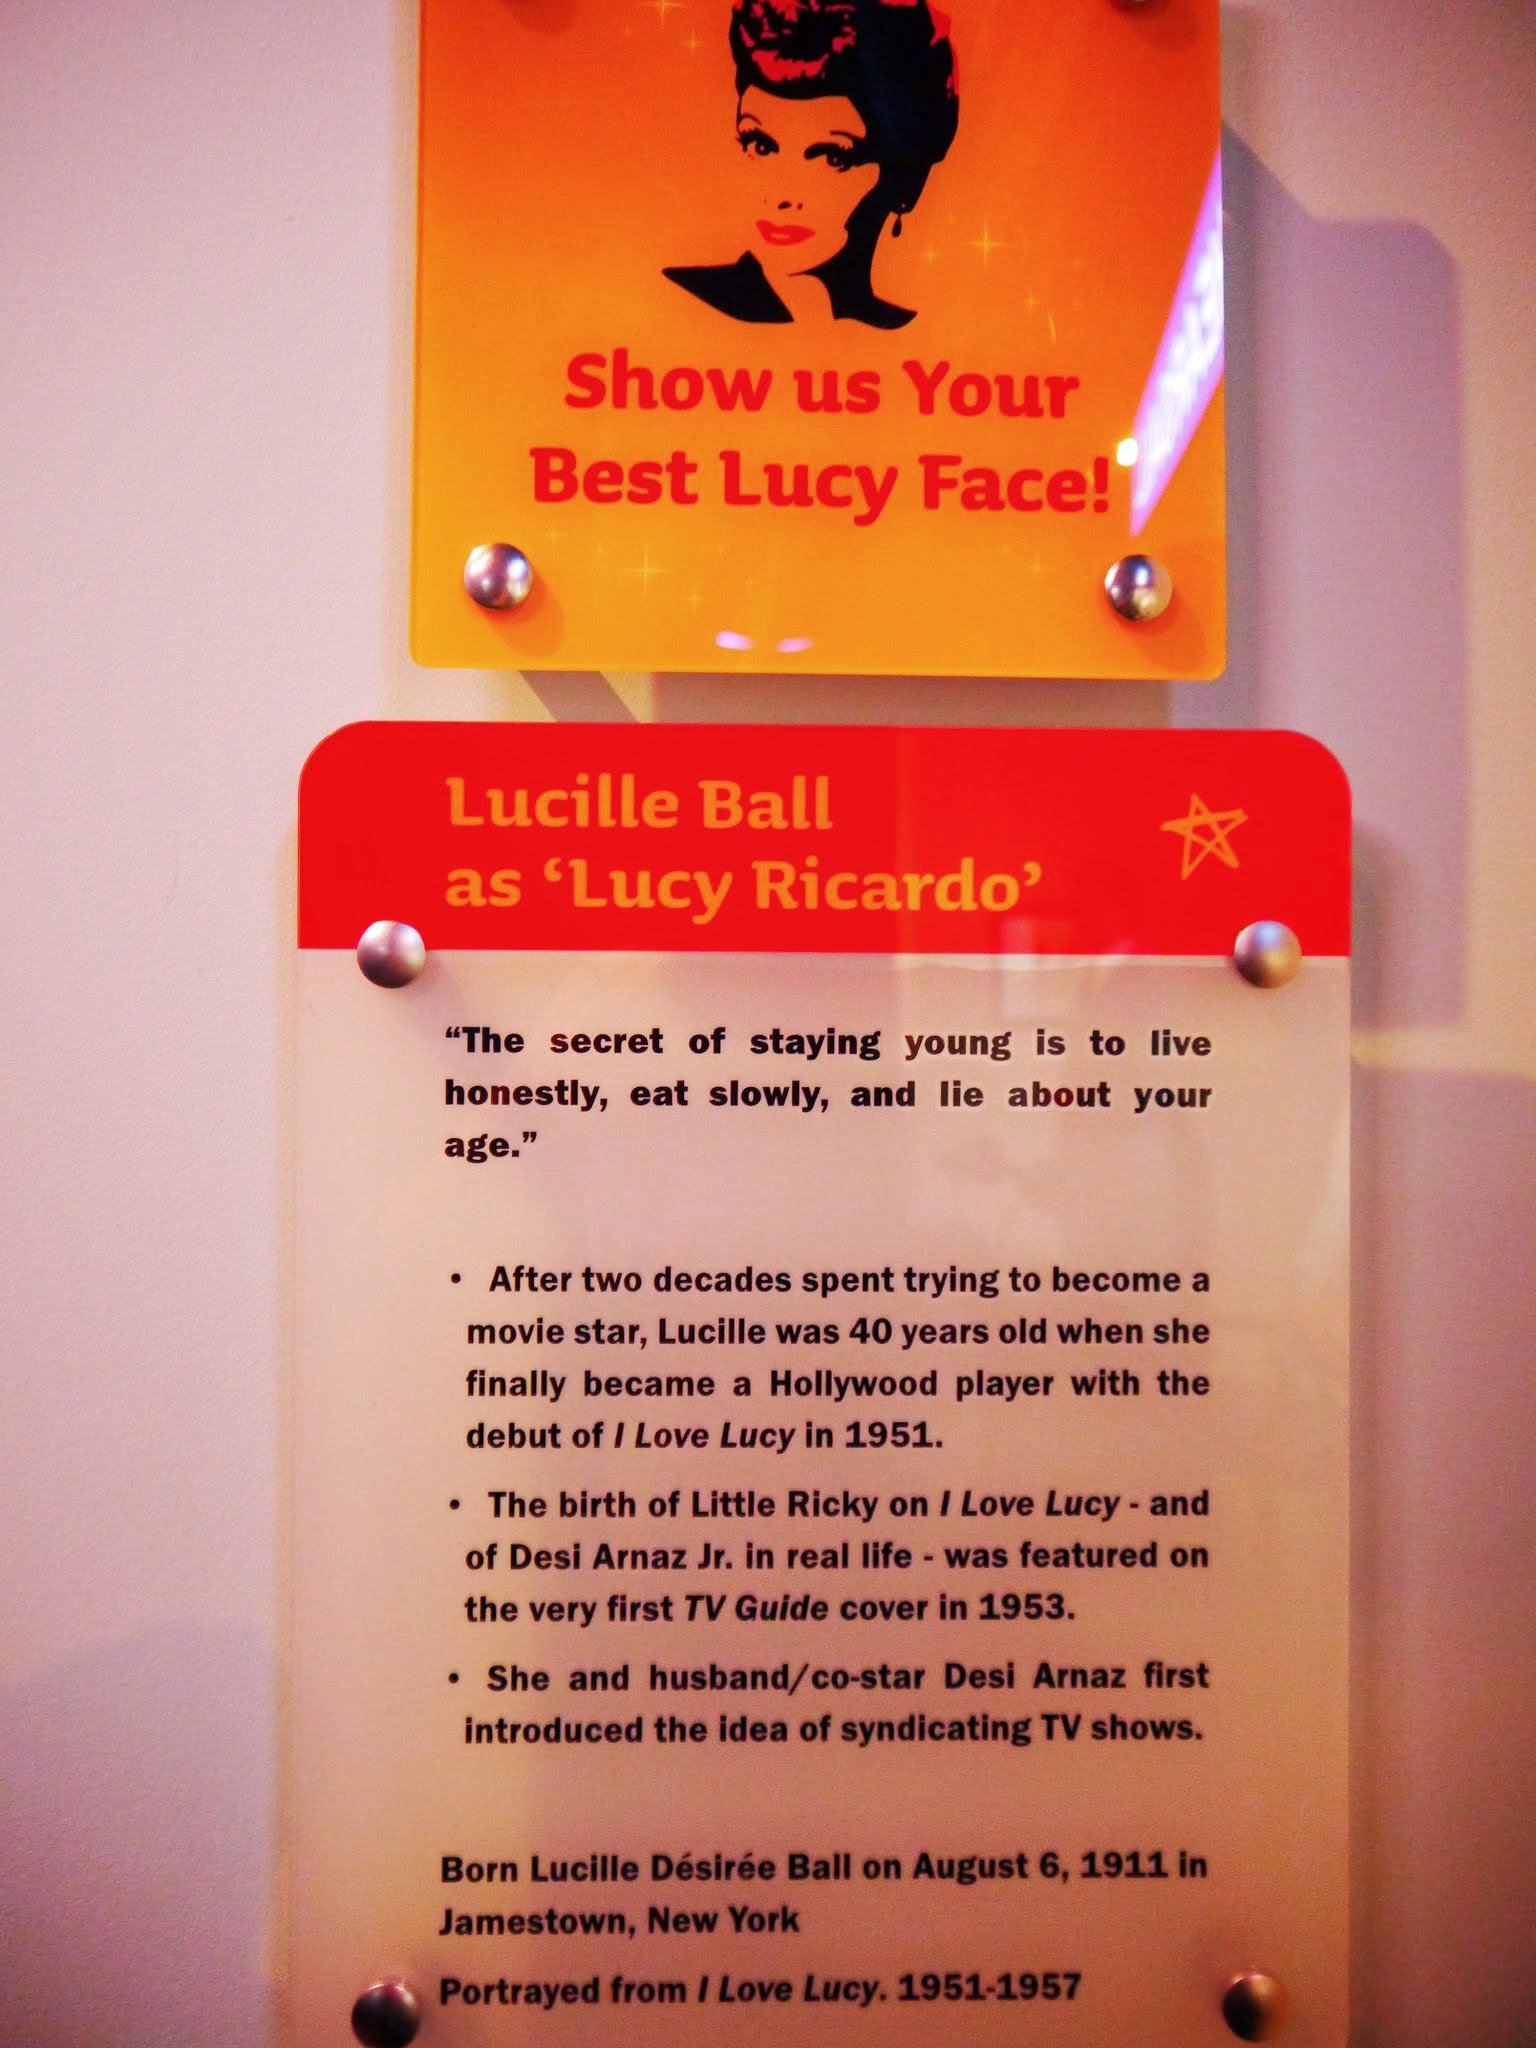 Show us Your
Best Lucy Face!
Lucille Ball
as ‘Lucy Ricardo’
“The secret of staying young is to live
honestly, eat slowly, and lie about your
age.”
• After two decades spent trying to become a
movie star, Lucille was 40 years old when she
finally became a Hollywood player with the
debut of I Love Lucy in 1951.
• The birth of Little Ricky on I Love Lucy - and
of Desi Arnaz Jr. in real life - was featured on
the very first TV Guide cover in 1953.
• She and husband/co-star Desi Arnaz first
introduced the idea of syndicating TV shows.
Born Lucille Désirée Ball on August 6, 1911 in
Jamestown, New York
Portrayed from I Love Lucy. 1951-1957